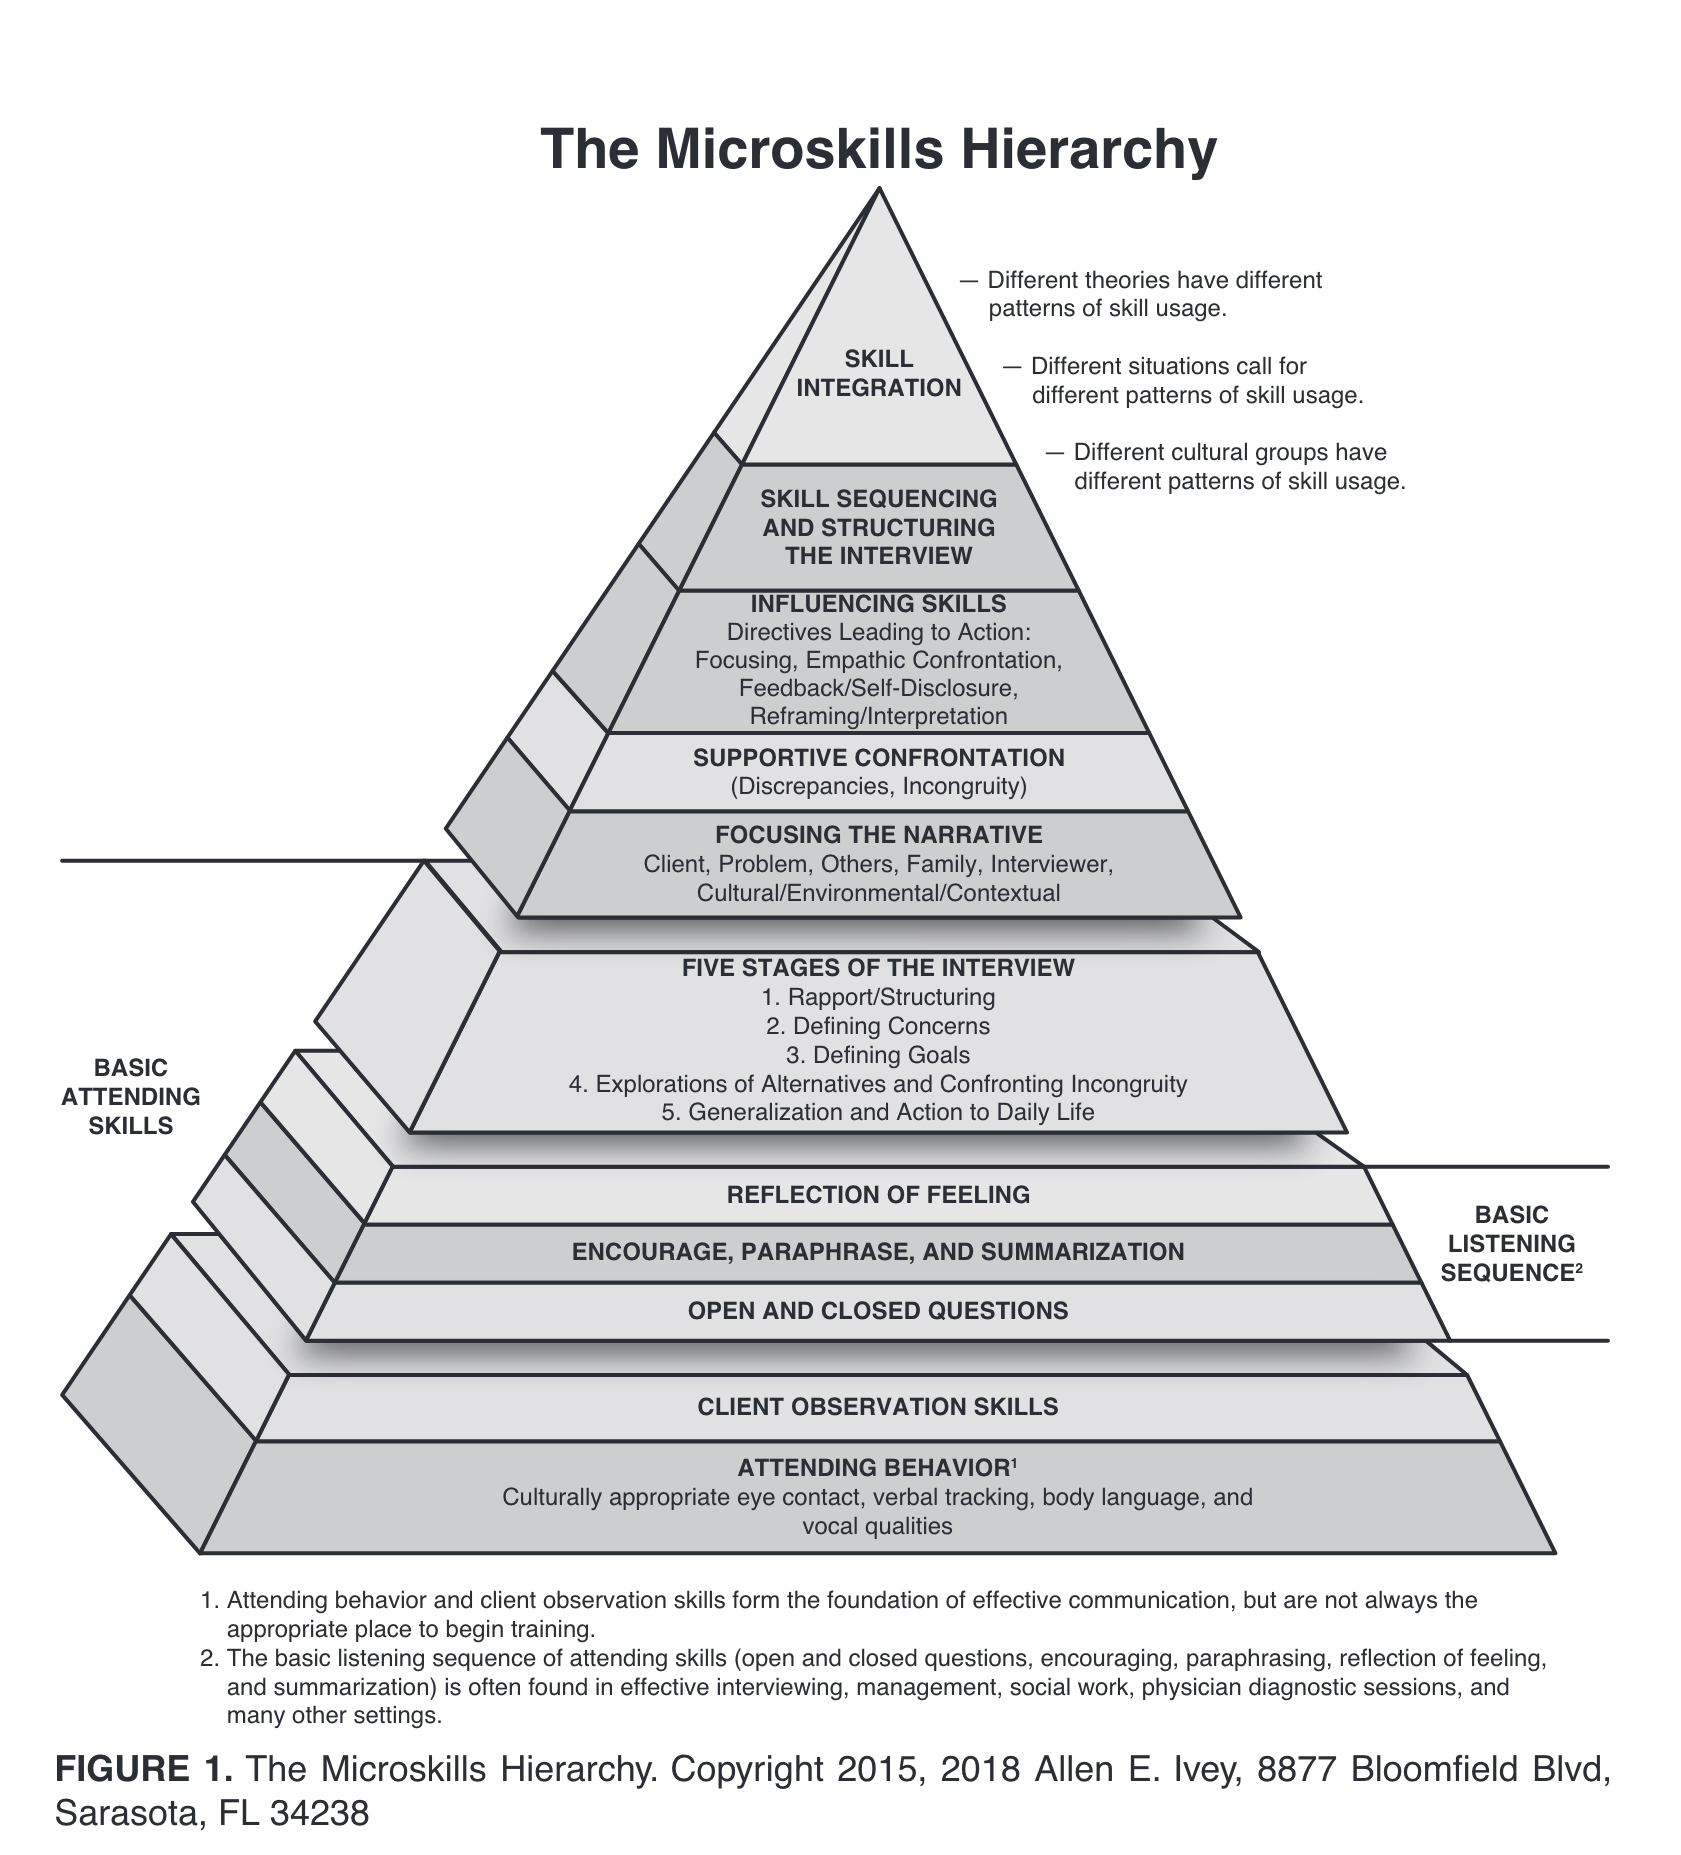 The Microskills Hierarchy
— Different theories have different
patterns of skill usage.
— Different situations call for
different patterns of skill usage.
— Different cultural groups have
different patterns of skill usage.
SKILL
INTEGRATION
SKILL SEQUENCING
AND STRUCTURING
THE INTERVIEW
INFLUENCING SKILLS
Directives Leading to Action:
Focusing, Empathic Confrontation,
Feedback/Self-Disclosure,
Reframing/Interpretation
SUPPORTIVE CONFRONTATION
(Discrepancies, Incongruity)
FOCUSING THE NARRATIVE
Client, Problem, Others, Family, Interviewer,
Cultural/Environmental/Contextual
FIVE STAGES OF THE INTERVIEW
1. Rapport/Structuring
2. Defining Concerns
3. Defining Goals
4. Explorations of Alternatives and Confronting Incongruity
5. Generalization and Action to Daily Life
BASIC
ATTENDING
SKILLS
REFLECTION OF FEELING
ENCOURAGE, PARAPHRASE, AND SUMMARIZATION
OPEN AND CLOSED QUESTIONS
BASIC
LISTENING
SEQUENCE²
CLIENT OBSERVATION SKILLS
ATTENDING BEHAVIOR¹
Culturally appropriate eye contact, verbal tracking, body language, and
vocal qualities
1. Attending behavior and client observation skills form the foundation of effective communication, but are not always the
appropriate place to begin training.
2. The basic listening sequence of attending skills (open and closed questions, encouraging, paraphrasing, reflection of feeling,
and summarization) is often found in effective interviewing, management, social work, physician diagnostic sessions, and
many other settings.
FIGURE 1. The Microskills Hierarchy. Copyright 2015, 2018 Allen E. Ivey, 8877 Bloomfield Blvd,
Sarasota, FL 34238